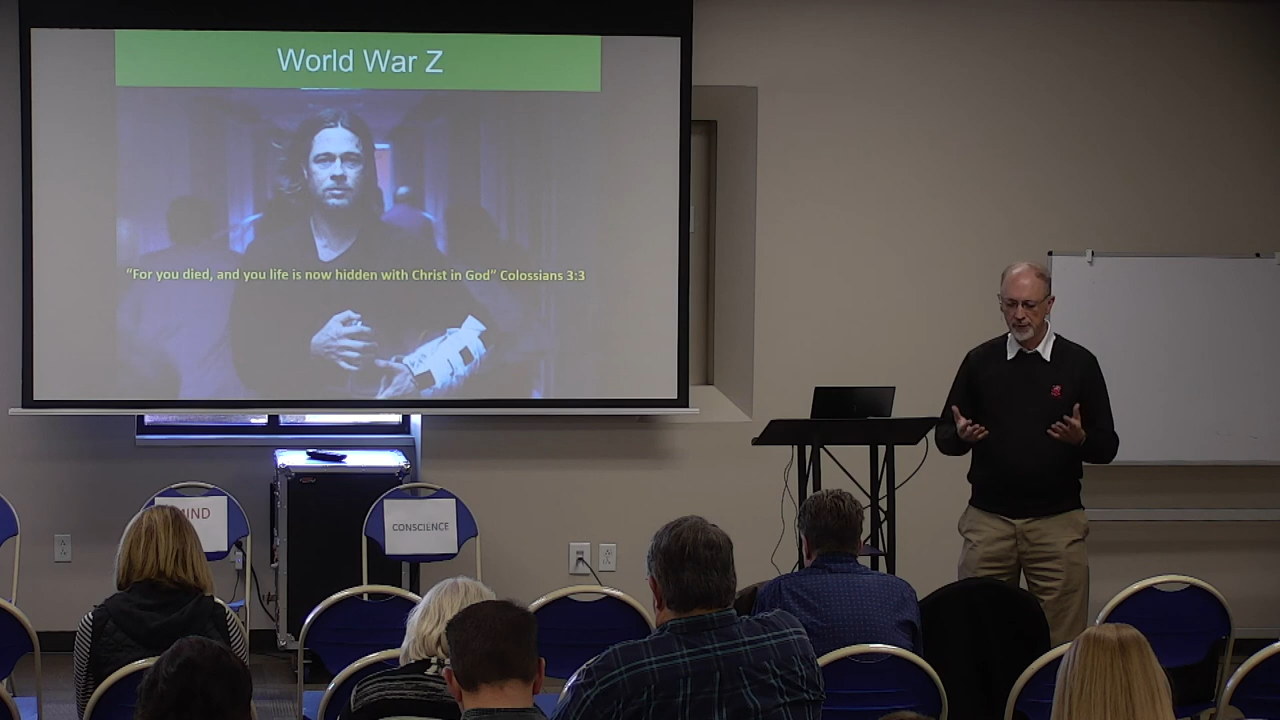 World War Z
“For you died, and you life is now hidden with Christ in God” Colossians 3:3
MIND
CONSCIENCE